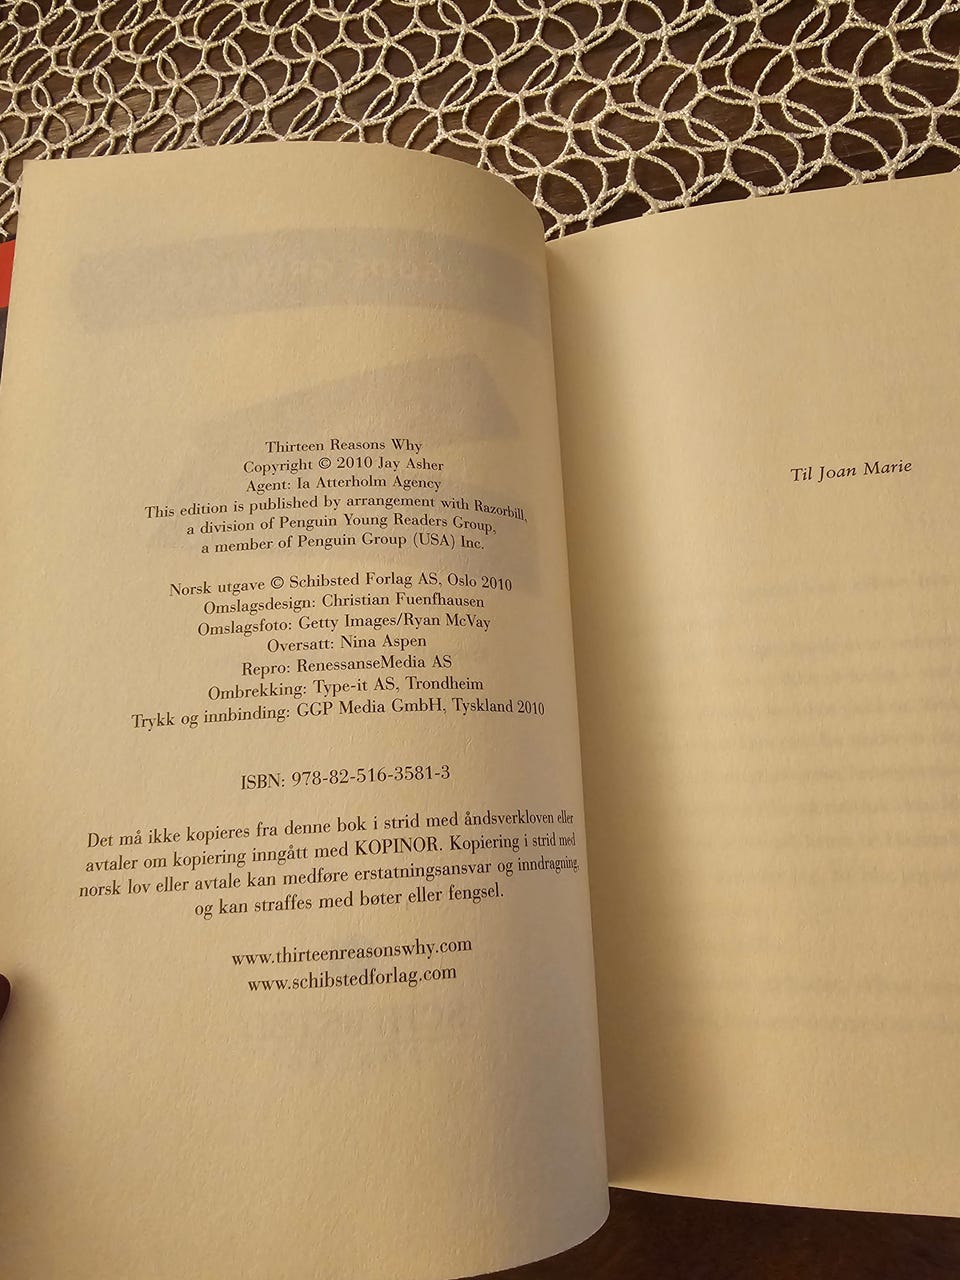 Thirteen Reasons Why
Copyright © 2010 Jay Asher
Agent: Ia Atterholm Agency
This edition is published by arrangement with Razorbill,
a division of Penguin Young Readers Group,
a member of Penguin Group (USA) Inc.
Norsk utgave © Schibsted Forlag AS, Oslo 2010
Omslagsdesign: Christian Fuenfhausen
Omslagsfoto: Getty Images/Ryan McVay
Oversatt: Nina Aspen
Repro: RenessanseMedia AS
Ombrekking: Type-it AS, Trondheim
Trykk og innbinding: GGP Media GmbH, Tyskland 2010
ISBN: 978-82-516-3581-3
Det må ikke kopieres fra denne bok i strid med åndsverkloven eller
avtaler om kopiering inngått med KOPINOR. Kopiering i strid med
norsk lov eller avtale kan medføre erstatningsansvar og inndragning,
og kan straffes med bøter eller fengsel.
www.thirteenreasonswhy.com
www.schibstedforlag.com
Til Joan Marie